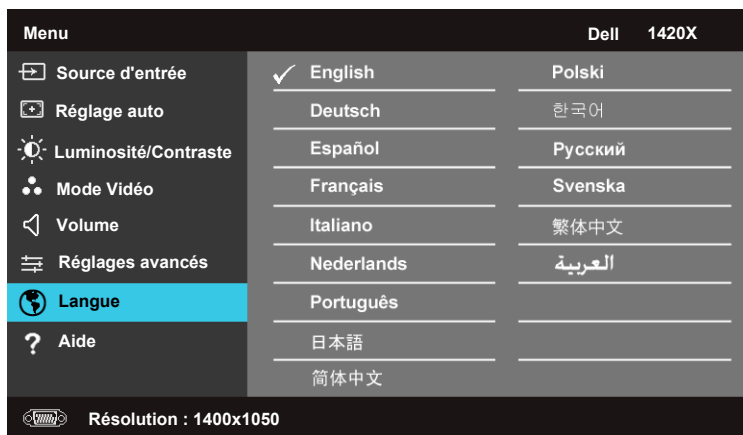 Menu
Dell 1420X
Source d'entrée
Réglage auto
Luminosité/Contraste
Mode Vidéo
Volume
Réglages avancés
Langue
Aide
English
Deutsch
Español
Français
Italiano
Nederlands
Português
日本語
简体中文
Polski
한국어
Русский
Svenska
繁体中文
العربية
Résolution : 1400x1050